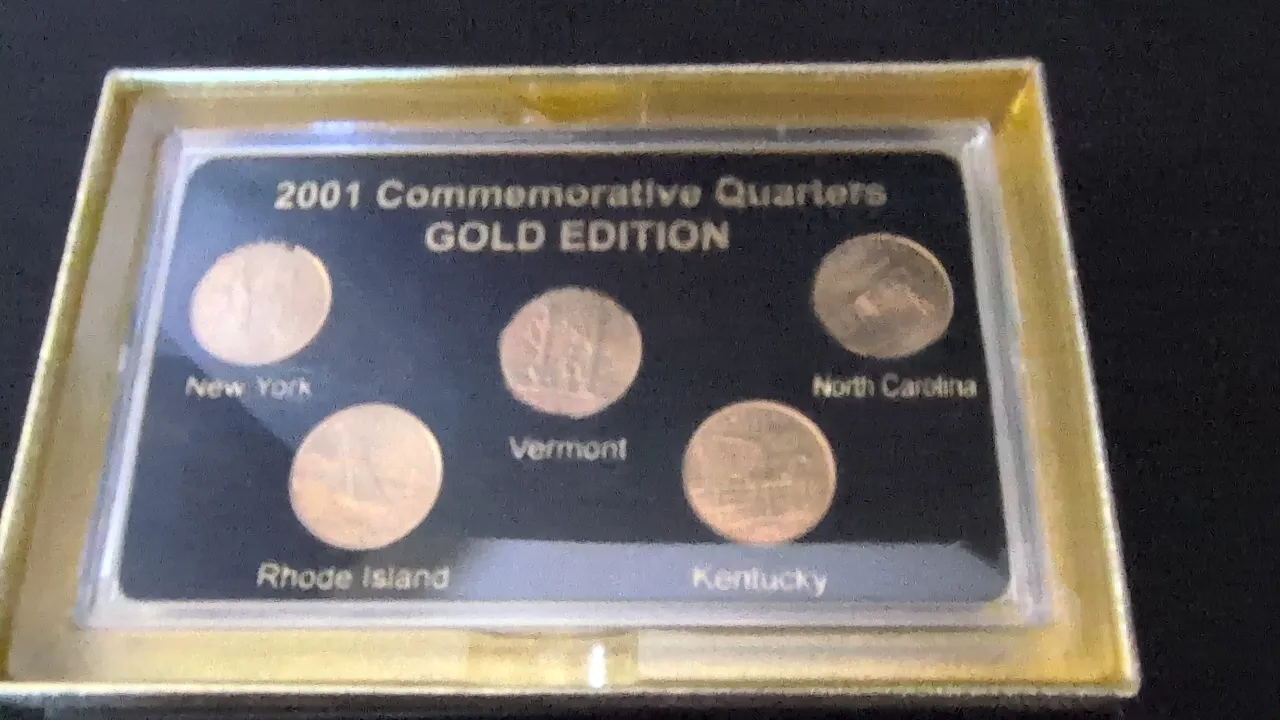 2001 Commemorative Quarters
GOLD EDITION
New York
North Carolina
Vermont
Rhode Island
Kentucky